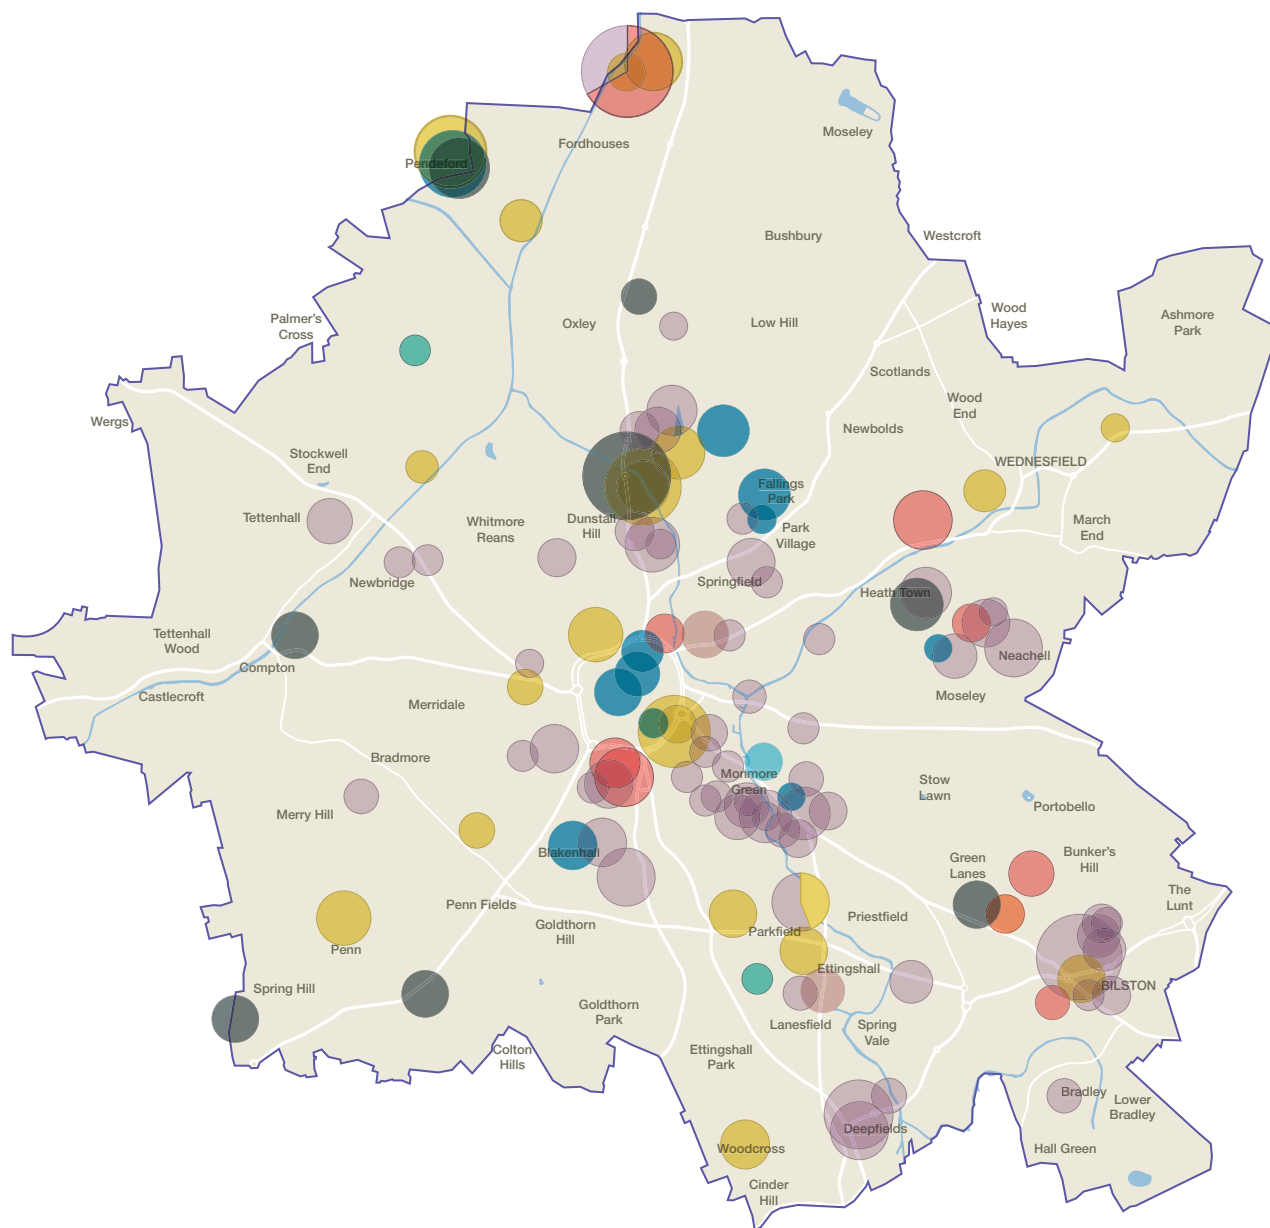 Moseley
Fordhouses
Pendeford
Bushbury
Westcroft
Wood
Hayes
Ashmore
Park
Palmer's
Cross
Oxley
Low Hill
Scotlands
Wood
End
Wergs
Newbolds
Stockwell
End
WEDNESFIELD
Fallings
Park
Tettenhall
Whitmore
Reans
Dunstall
Hill
Park
Village
March
End
Newbridge
Springfield
Heath Town
Tettenhall
Wood
Compton
Neachell
Castlecroft
Merridale
Moseley
Bradmore
Monmore
Green
Stow
Lawn
Portobello
Merry Hill
Blakenhall
Green
Lanes
Bunker's
Hill
The
Lunt
Penn Fields
Goldthorn
Hill
Priestfield
Parkfield
Penn
Ettingshall
Spring Hill
BILSTON
Goldthorn
Park
Lanesfield
Spring
Vale
Colton
Hills
Ettingshall
Park
Bradley
Lower
Bradley
Deepfields
Woodcross
Hall Green
Cinder
Hill